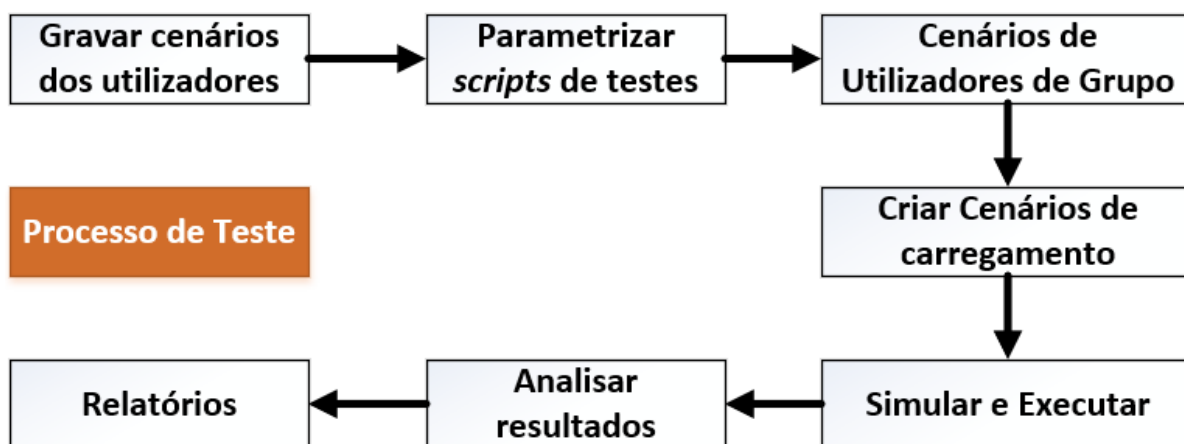 Gravar cenários
dos utilizadores
Parametrizar
scripts de testes
Cenários de
Utilizadores de Grupo
Processo de Teste
Criar Cenários de
carregamento
Relatórios
Analisar
resultados
Simular e Executar